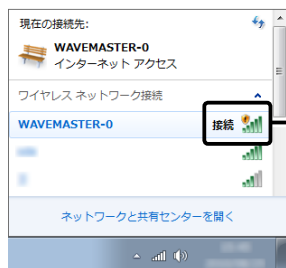 現在の接続先:
WAVEMASTER-0
インターネット アクセス
ワイヤレス ネットワーク接続
WAVEMASTER-0 接続
ネットワークと共有センターを開く